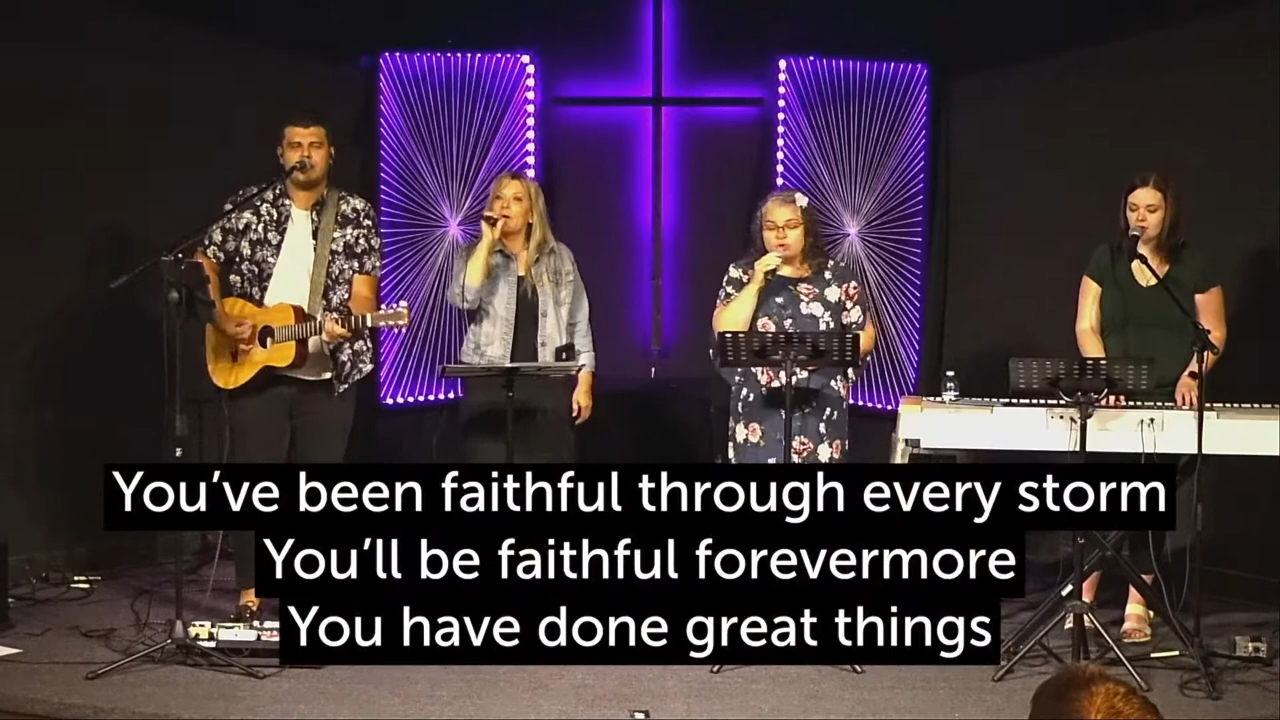 You’ve been faithful through every storm
You’ll be faithful forevermore
You have done great things